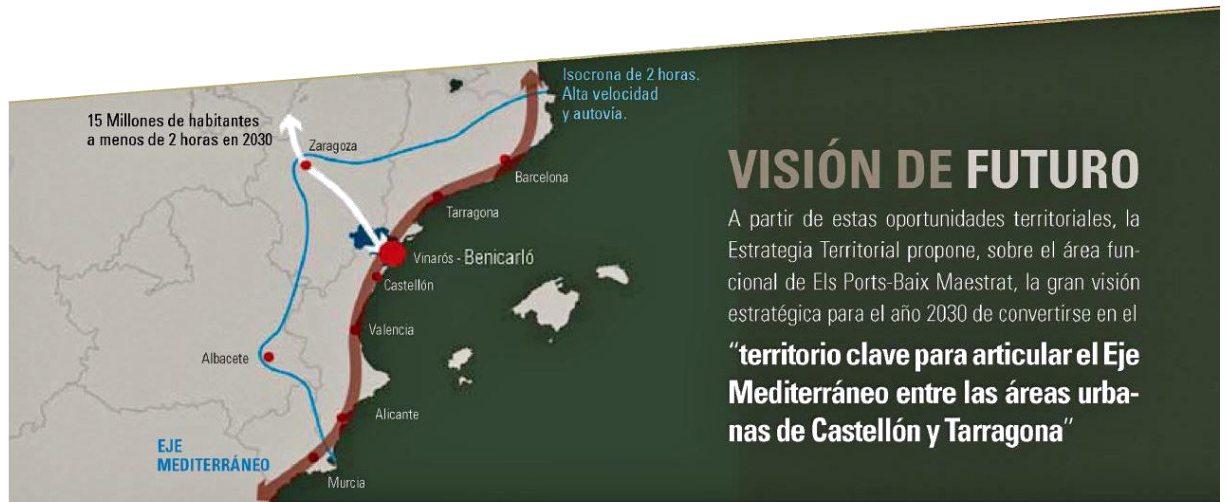 Isocrona de 2 horas.
Alta velocidad
y autovía.
15 Millones de habitantes
a menos de 2 horas en 2030
Zaragoza
Barcelona
Tarragona
Vinarós - Benicarló
Castellón
Valencia
Albacete
Alicante
EJE
MEDITERRÁNEO
Murcia
VISIÓN DE FUTURO
A partir de estas oportunidades territoriales, la
Estrategia Territorial propone, sobre el área fun-
cional de Els Ports-Baix Maestrat, la gran visión
estratégica para el año 2030 de convertirse en el
“territorio clave para articular el Eje
Mediterráneo entre las áreas urba-
nas de Castellón y Tarragona”